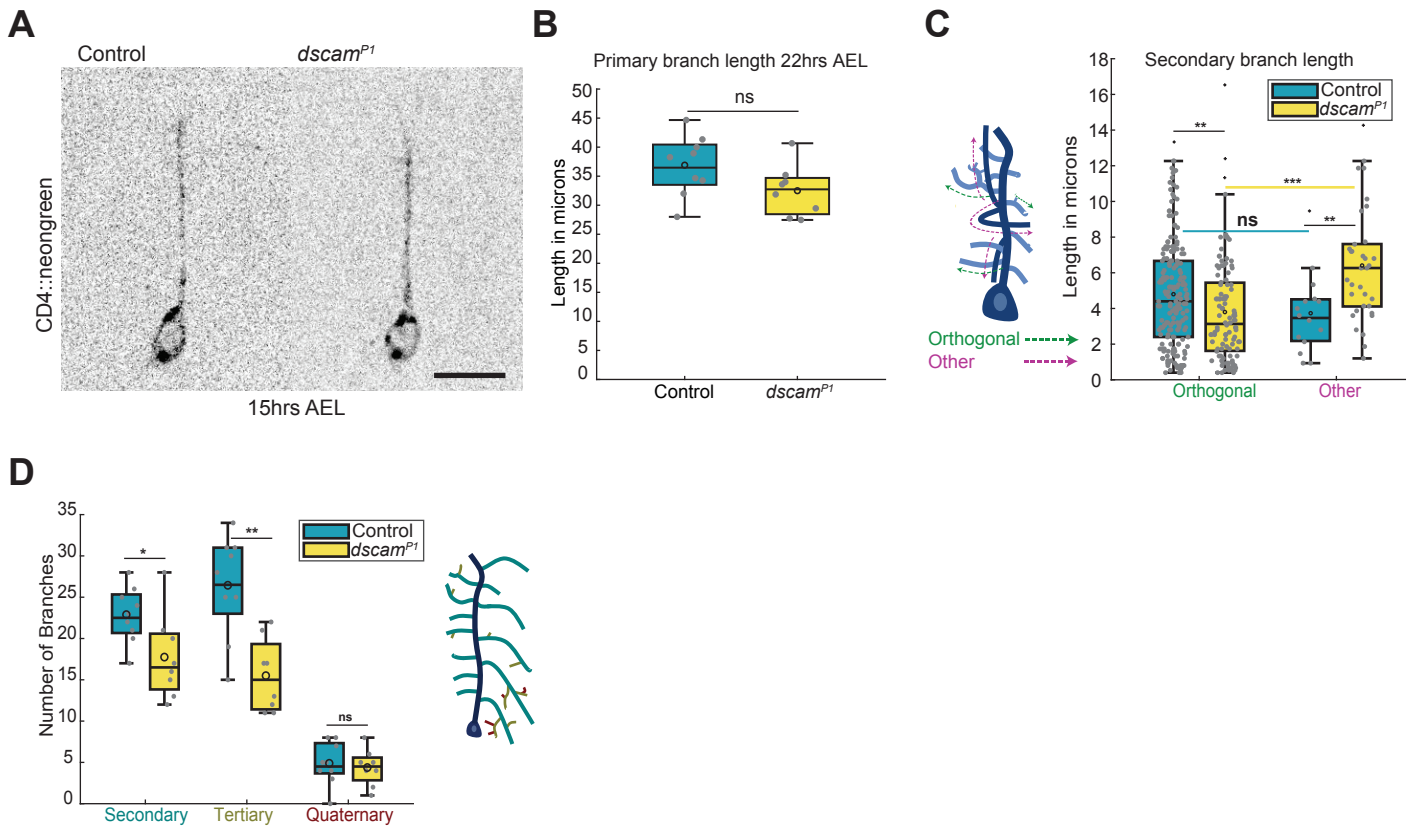 A
Control
dscamP1
CD4::neongreen
15hrs AEL
B
Primary branch length 22hrs AEL
Length in microns
50
45
40
35
30
25
20
15
10
5
0
ns
Control
dscamP1
C
Secondary branch length
Control
dscamP1
Length in microns
18
16
14
12
10
8
6
4
2
0
**
***
ns
**
Orthogonal
Other
Orthogonal
Other
D
Number of Branches
35
30
25
20
15
10
5
0
Control
dscamP1
*
**
ns
Secondary
Tertiary
Quaternary